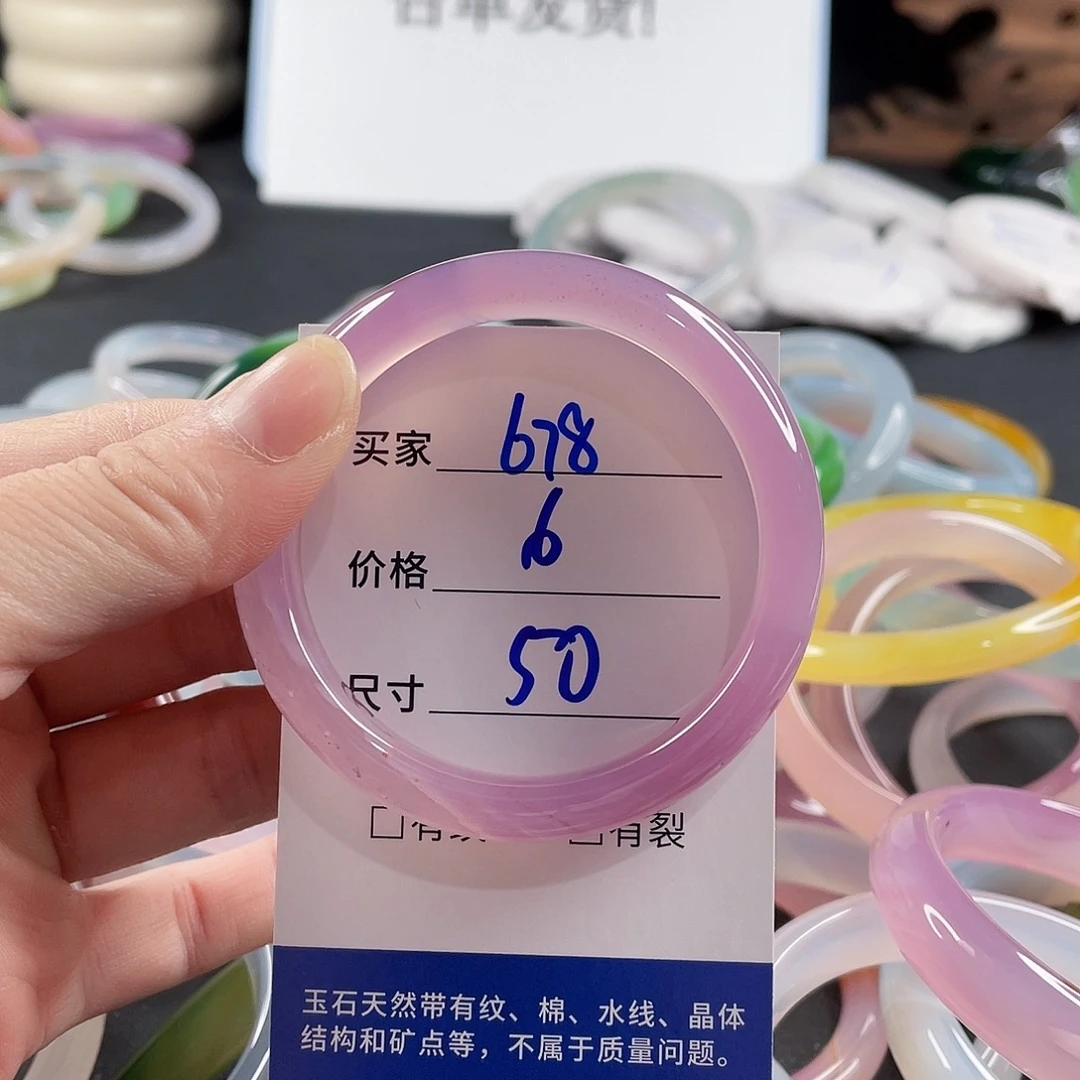 买家 678
价格 6
尺寸 50
□有 □有裂
玉石天然带有纹、棉、水线、晶体
结构和矿点等，不属于质量问题。